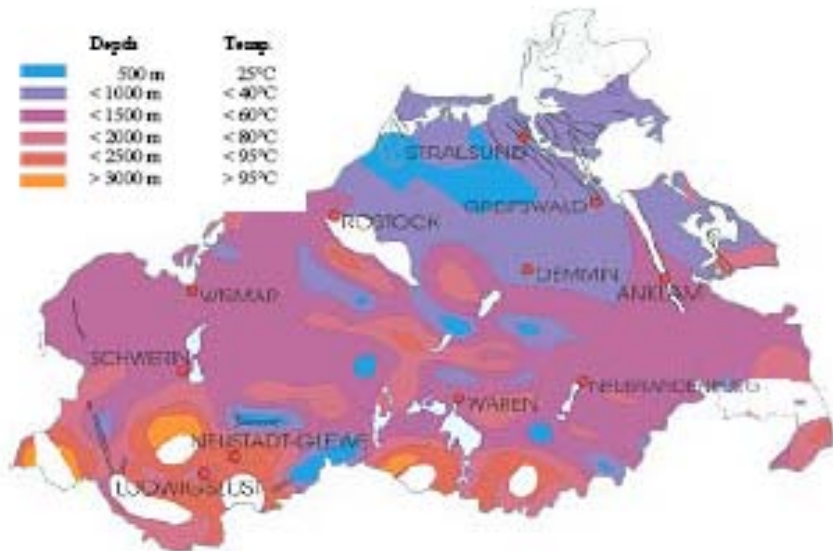 Depth Temp.
500 m 25°C
< 1000 m < 40°C
< 1500 m < 60°C
< 2000 m < 80°C
< 2500 m < 95°C
> 3000 m > 95°C
STRALSUND
GREIFSWALD
ROSTOCK
DEMMIN
ANKLAM
WISMAR
SCHWERIN
NEUBRANDENBURG
WAREN
NEUSTADT-GLEWE
LUDWIGSLUST